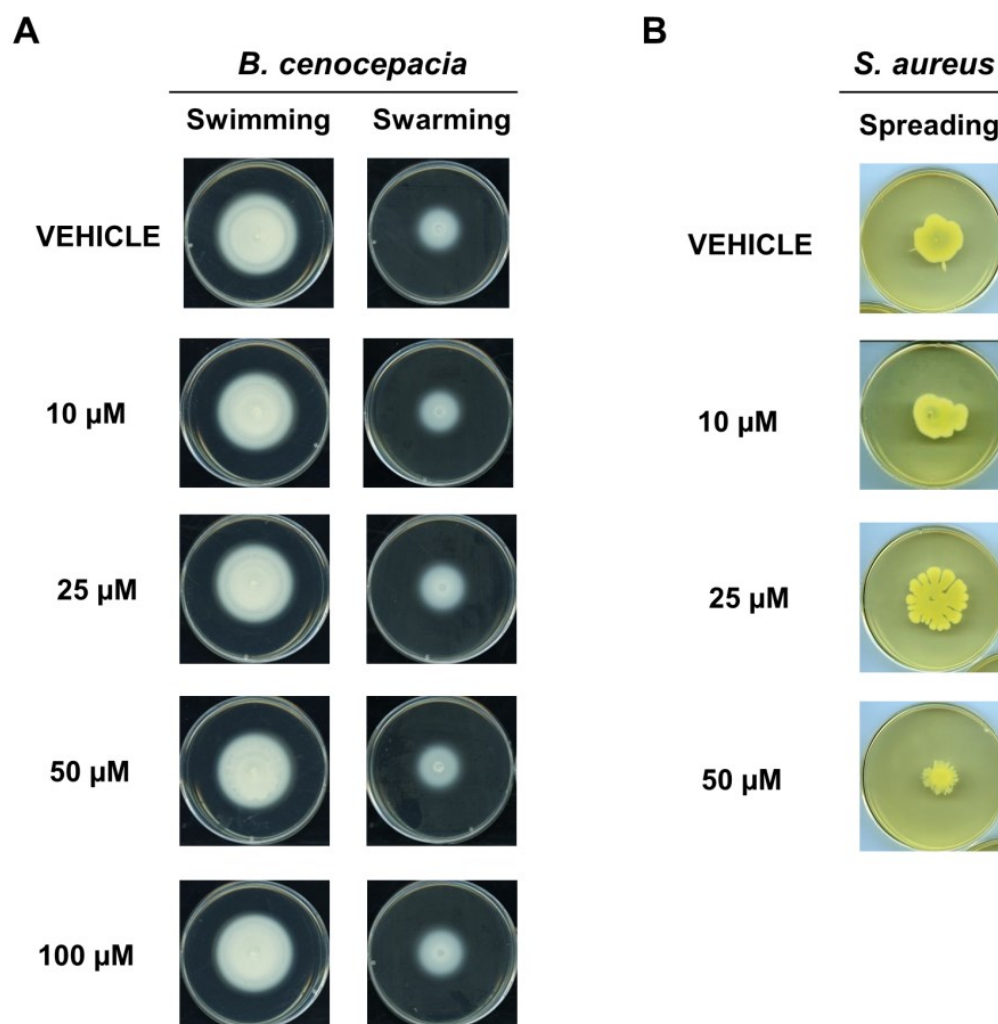 A
B. cenocepacia
Swimming Swarming
VEHICLE
10 µM
25 µM
50 µM
100 µM
B
S. aureus
Spreading
VEHICLE
10 µM
25 µM
50 µM